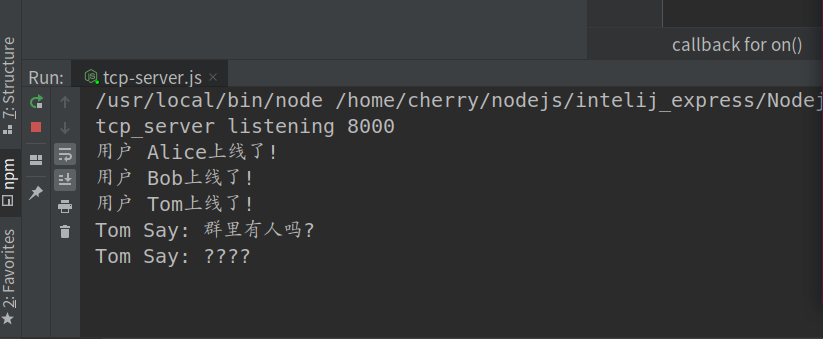 callback for on()
Run: tcp-server.js ×
7: Structure
npm
2: Favorites
/usr/local/bin/node /home/cherry/nodejs/intelij_express/Nodej
tcp_server listening 8000
用户 Alice上线了!
用户 Bob上线了!
用户 Tom上线了!
Tom Say: 群里有人吗?
Tom Say: ????